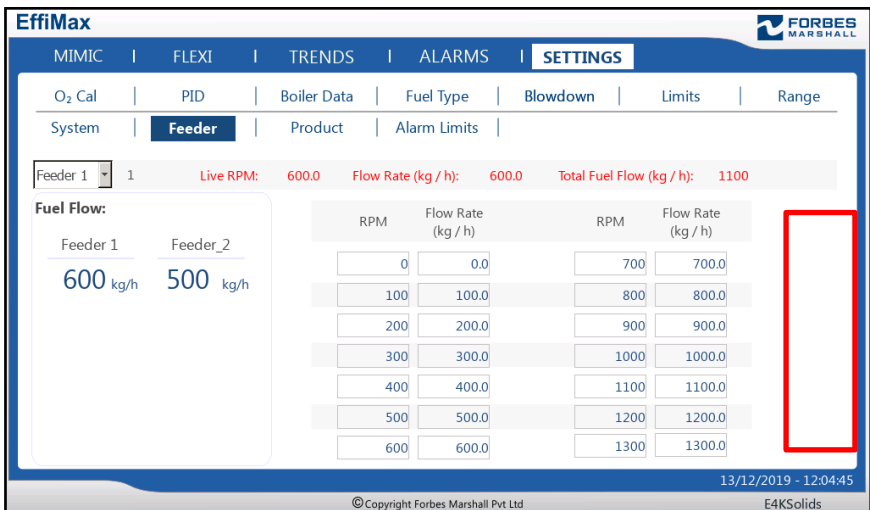 EffiMax
FORBES
MARSHALL
MIMIC | FLEXI | TRENDS | ALARMS | SETTINGS
O₂ Cal | PID | Boiler Data | Fuel Type | Blowdown | Limits | Range
System | Feeder | Product | Alarm Limits |
Feeder 1 1 Live RPM: 600.0 Flow Rate (kg / h): 600.0 Total Fuel Flow (kg / h): 1100
Fuel Flow:
Feeder 1 Feeder_2
600 kg/h 500 kg/h
RPM Flow Rate (kg / h) RPM Flow Rate (kg / h)
0 0.0 700 700.0
100 100.0 800 800.0
200 200.0 900 900.0
300 300.0 1000 1000.0
400 400.0 1100 1100.0
500 500.0 1200 1200.0
600 600.0 1300 1300.0
13/12/2019 - 12:04:45
©Copyright Forbes Marshall Pvt Ltd E4KSolids